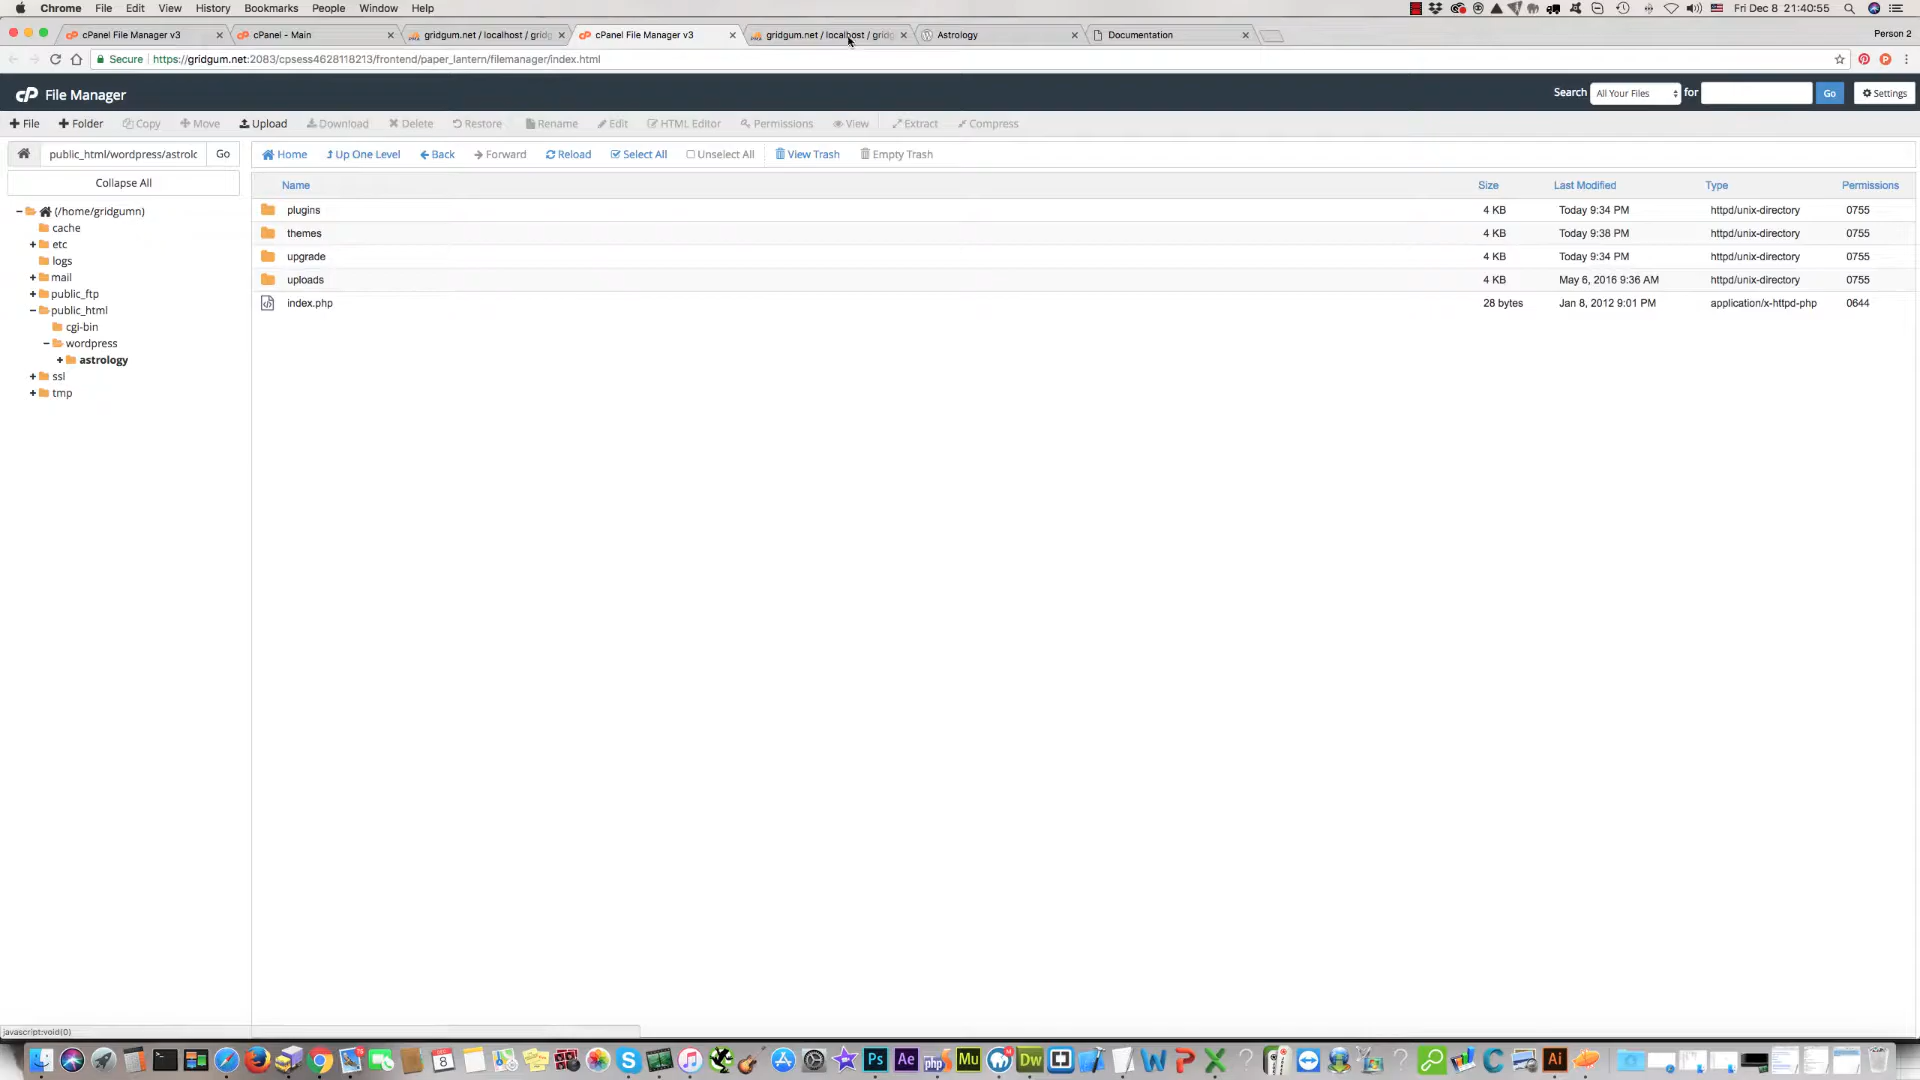 Chrome File Edit View History Bookmarks People Window Help Fri Dec 8 21:40:55
cPanel File Manager v3 cPanel - Main gridgum.net / localhost / grid cPanel File Manager v3 gridgum.net / localhost / grid Astrology Documentation Person 2
Secure https://gridgum.net:2083/cpsess4628118213/frontend/paper_lantern/filemanager/index.html
cP File Manager Search All Your Files for Go Settings
File Folder Copy Move Upload Download Delete Restore Rename Edit HTML Editor Permissions View Extract Compress
public_html/wordpress/astrolo Go Home Up One Level Back Forward Reload Select All Unselect All View Trash Empty Trash
Collapse All
Name Size Last Modified Type Permissions
plugins 4 KB Today 9:34 PM httpd/unix-directory 0755
themes 4 KB Today 9:38 PM httpd/unix-directory 0755
upgrade 4 KB Today 9:34 PM httpd/unix-directory 0755
uploads 4 KB May 6, 2016 9:36 AM httpd/unix-directory 0755
index.php 28 bytes Jan 8, 2012 9:01 PM application/x-httpd-php 0644
(/home/gridgumn)
cache
etc
logs
mail
public_ftp
public_html
cgi-bin
wordpress
astrology
ssl
tmp
javascript:void(0)
8 Ps Ae php Mu Dw Ai